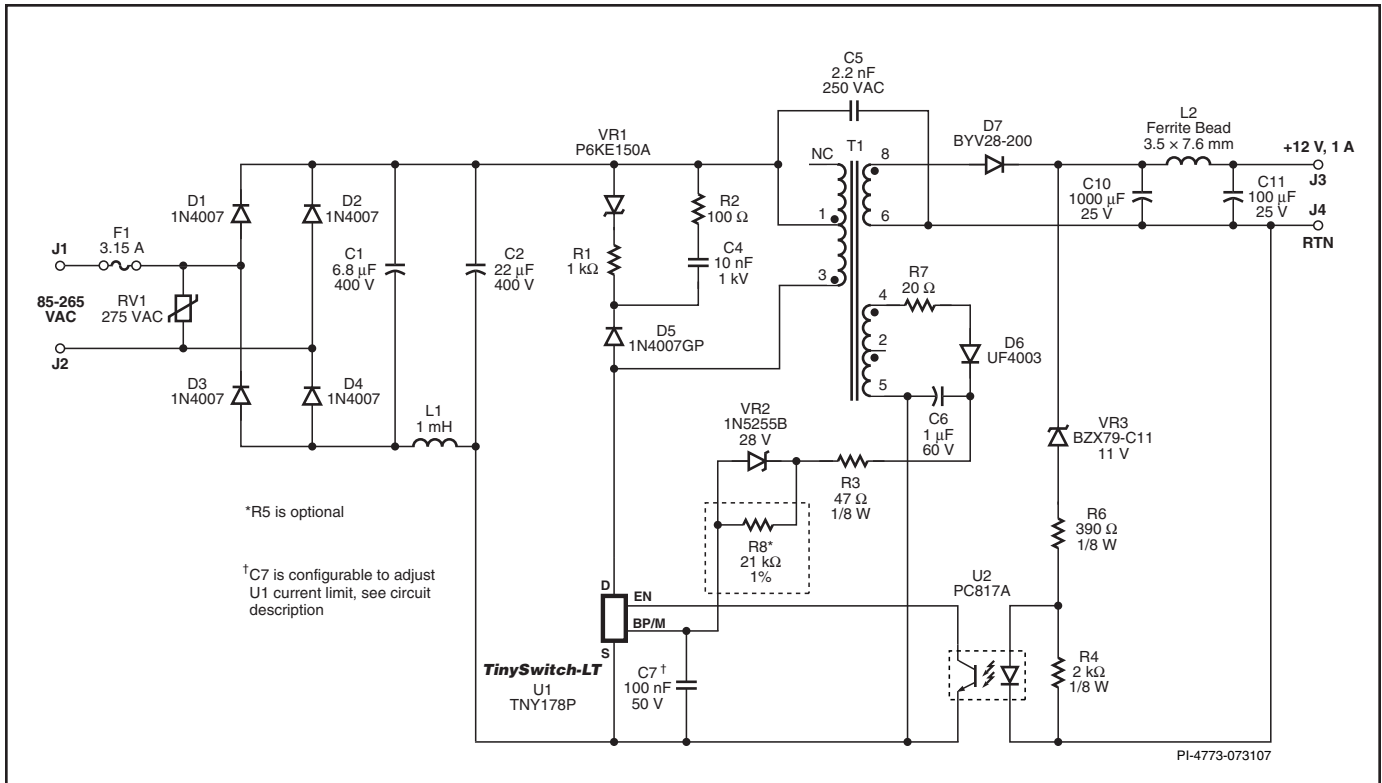 C5
2.2 nF
250 VAC
VR1
P6KE150A
NC
T1
8
D7
BYV28-200
L2
Ferrite Bead
3.5 × 7.6 mm
+12 V, 1 A
J3
D1
1N4007
D2
1N4007
R2
100 Ω
C10
1000 µF
25 V
C11
100 µF
25 V
J4
RTN
1
6
J1
F1
3.15 A
C1
6.8 µF
400 V
C2
22 µF
400 V
R1
1 kΩ
C4
10 nF
1 kV
3
R7
20 Ω
4
85-265
VAC
RV1
275 VAC
D5
1N4007GP
2
D6
UF4003
J2
D3
1N4007
D4
1N4007
5
L1
1 mH
VR2
1N5255B
28 V
C6
1 µF
60 V
VR3
BZX79-C11
11 V
R3
47 Ω
1/8 W
*R5 is optional
R8*
21 kΩ
1%
R6
390 Ω
1/8 W
†C7 is configurable to adjust
U1 current limit, see circuit
description
D
EN
BP/M
S
U2
PC817A
TinySwitch-LT
U1
TNY178P
C7 †
100 nF
50 V
R4
2 kΩ
1/8 W
PI-4773-073107